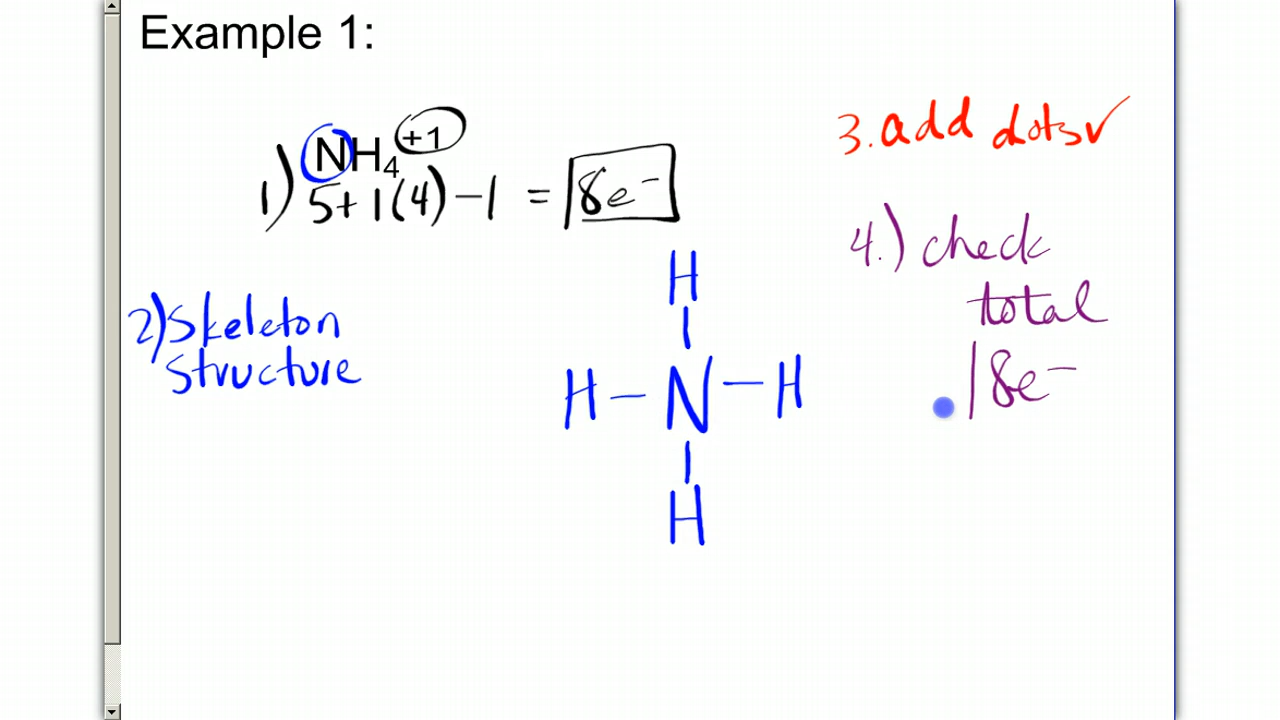 Example 1:
NH₄⁺¹
1) 5+1(4)-1 = 8e⁻
2) Skeleton
structure
H
H-N-H
H
3. add dots✓
4.) check
total
8e⁻